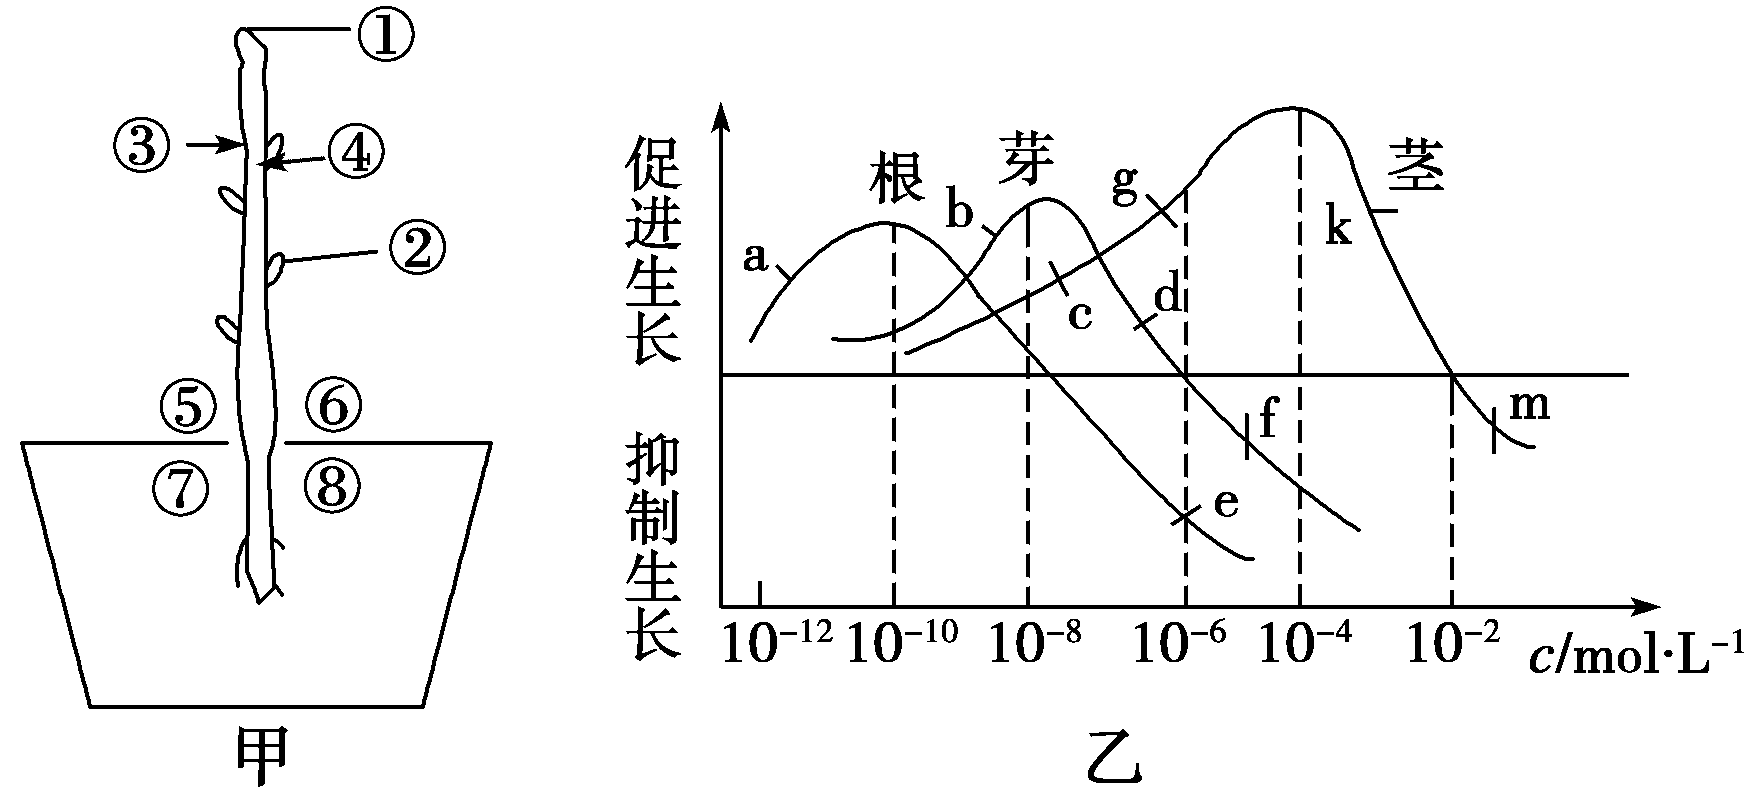 ①
③
④
②
⑤
⑥
⑦
⑧
甲
促进生长
抑制生长
根
芽
茎
a
b
g
c
d
k
f
m
e
10⁻¹²
10⁻¹⁰
10⁻⁸
10⁻⁶
10⁻⁴
10⁻²
c/mol·L⁻¹
乙